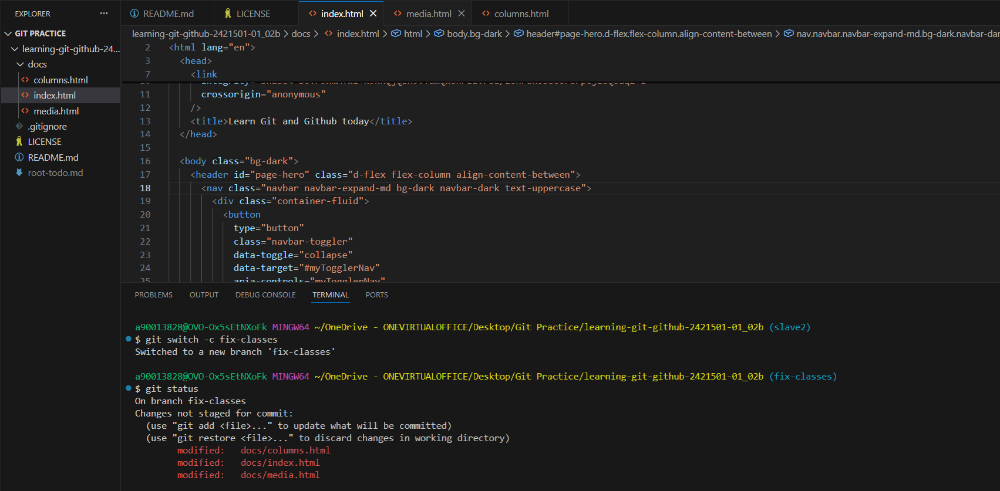 EXPLORER
GIT PRACTICE
learning-git-github-24...
docs
columns.html
index.html
media.html
.gitignore
LICENSE
README.md
root-todo.md
README.md LICENSE index.html media.html columns.html
learning-git-github-2421501-01_02b > docs > index.html > html > body.bg-dark > header#page-hero.d-flex.flex-column.align-content-between > nav.navbar.navbar-expand-md.bg-dark.navbar-dar
2 <html lang="en">
3 <head>
7 <link
11 crossorigin="anonymous"
12 />
13 <title>Learn Git and Github today</title>
14 </head>
15
16 <body class="bg-dark">
17 <header id="page-hero" class="d-flex flex-column align-content-between">
18 <nav class="navbar navbar-expand-md bg-dark navbar-dark text-uppercase">
19 <div class="container-fluid">
20 <button
21 type="button"
22 class="navbar-toggler"
23 data-toggle="collapse"
24 data-target="#myTogglerNav"
25 aria-controls="myTogglerNav"
PROBLEMS OUTPUT DEBUG CONSOLE TERMINAL PORTS
a90013828@OVO-Ox5sEtNXoFk MINGW64 ~/OneDrive - ONEVIRTUALOFFICE/Desktop/Git Practice/learning-git-github-2421501-01_02b (slave2)
$ git switch -c fix-classes
Switched to a new branch 'fix-classes'
a90013828@OVO-Ox5sEtNXoFk MINGW64 ~/OneDrive - ONEVIRTUALOFFICE/Desktop/Git Practice/learning-git-github-2421501-01_02b (fix-classes)
$ git status
On branch fix-classes
Changes not staged for commit:
(use "git add <file>..." to update what will be committed)
(use "git restore <file>..." to discard changes in working directory)
modified: docs/columns.html
modified: docs/index.html
modified: docs/media.html